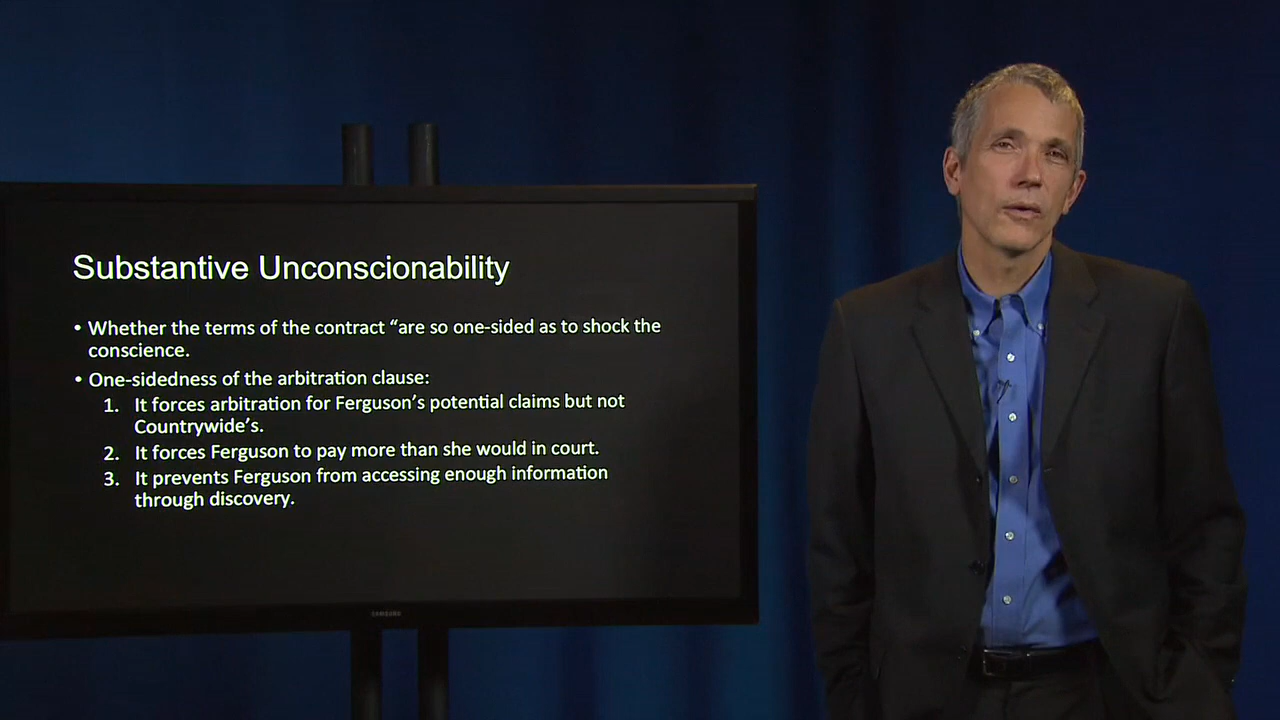 Substantive Unconscionability
• Whether the terms of the contract “are so one-sided as to shock the
conscience.
• One-sidedness of the arbitration clause:
1. It forces arbitration for Ferguson’s potential claims but not
Countrywide’s.
2. It forces Ferguson to pay more than she would in court.
3. It prevents Ferguson from accessing enough information
through discovery.
SAMSUNG